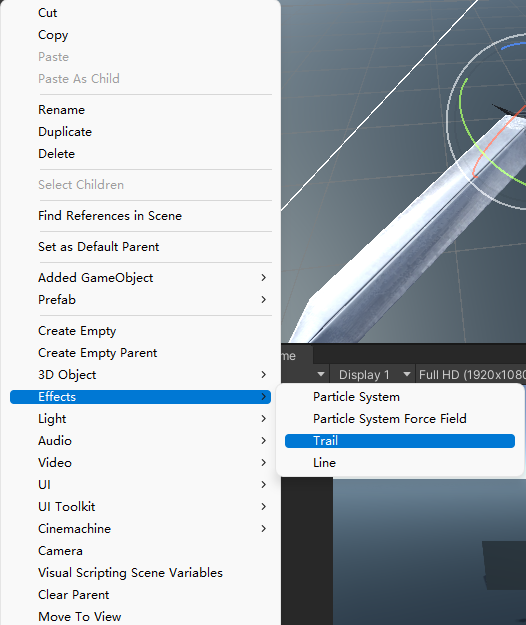 Cut
Copy
Paste
Paste As Child
Rename
Duplicate
Delete
Select Children
Find References in Scene
Set as Default Parent
Added GameObject
Prefab
Create Empty
Create Empty Parent
3D Object
Effects
Light
Audio
Video
UI
UI Toolkit
Cinemachine
Camera
Visual Scripting Scene Variables
Clear Parent
Move To View
me
Display 1
Full HD (1920x1080
Particle System
Particle System Force Field
Trail
Line